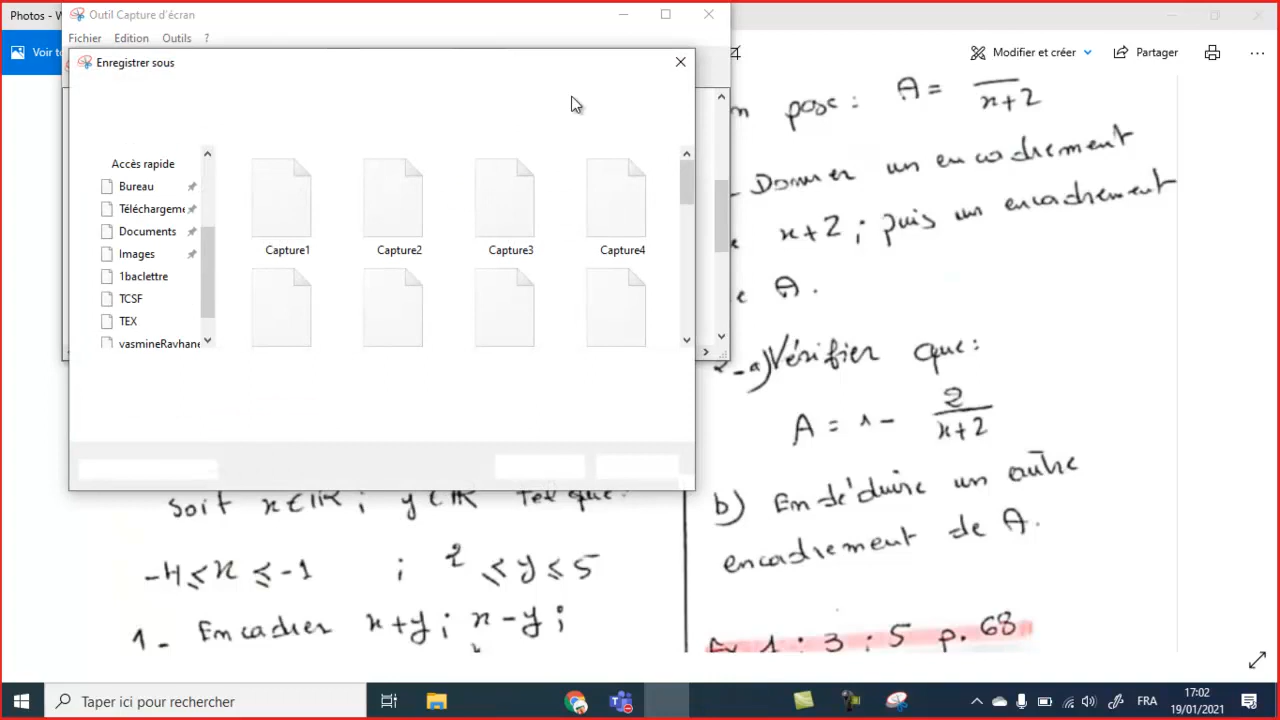 Photos - W
Outil Capture d'écran
Fichier Edition Outils ?
Voir to
Modifier et créer
Partager
Enregistrer sous
Accès rapide
Bureau
Téléchargeme
Documents
Images
1baclettre
TCSF
TEX
yasmineRayhane
Capture1
Capture2
Capture3
Capture4
n pose : A = x+2
- Donner un encadrement
e x+2 ; puis un encadrement
e A.
2-a) Vérifier que :
A = 1 - 2/(x+2)
b) En déduire un autre
encadrement de A.
Ex 1 ; 3 ; 5 p. 68
Soit x ∈ IR ; y ∈ IR Tel que :
-4 ≤ x ≤ -1 ; 2 ≤ y ≤ 5
1- Encadrer x+y ; x-y ;
Taper ici pour rechercher
FRA
17:02
19/01/2021